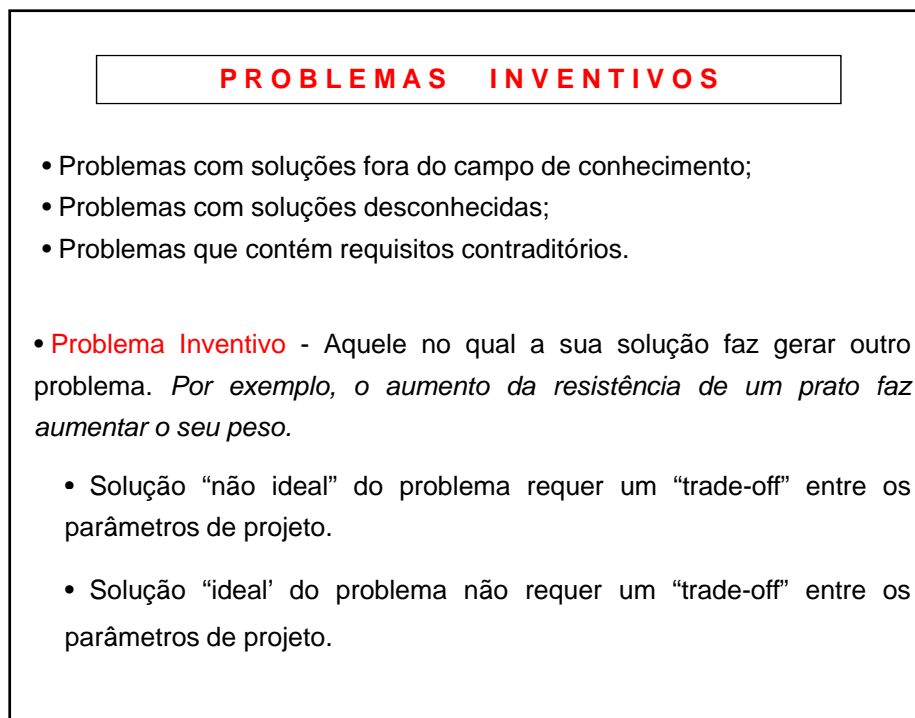 PROBLEMAS INVENTIVOS
• Problemas com soluções fora do campo de conhecimento;
• Problemas com soluções desconhecidas;
• Problemas que contém requisitos contraditórios.
• Problema Inventivo - Aquele no qual a sua solução faz gerar outro
problema. Por exemplo, o aumento da resistência de um prato faz
aumentar o seu peso.
• Solução “não ideal” do problema requer um “trade-off” entre os
parâmetros de projeto.
• Solução “ideal’ do problema não requer um “trade-off” entre os
parâmetros de projeto.